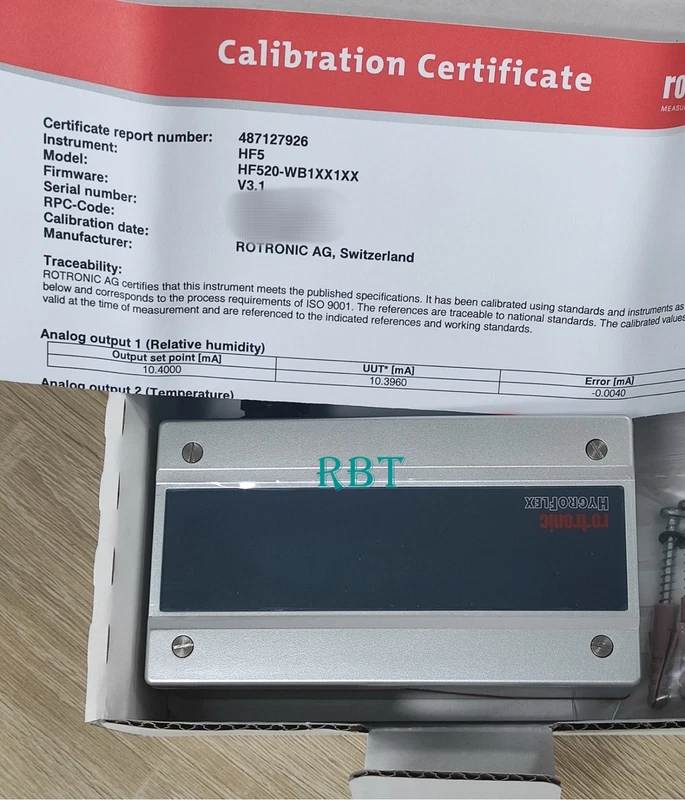 Calibration Certificate
ro
MEASU
Certificate report number: 487127926
Instrument: HF5
Model: HF520-WB1XX1XX
Firmware: V3.1
Serial number:
RPC-Code:
Calibration date:
Manufacturer: ROTRONIC AG, Switzerland
Traceability:
ROTRONIC AG certifies that this instrument meets the published specifications. It has been calibrated using standards and instruments as
below and corresponds to the process requirements of ISO 9001. The references are traceable to national standards. The calibrated values
valid at the time of measurement and are referenced to the indicated references and working standards.
Analog output 1 (Relative humidity)
Output set point [mA] UUT* [mA] Error [mA]
10.4000 10.3960 -0.0040
Analog output 2 (Temperature)
RBT
HYGROFLEX
rotronic